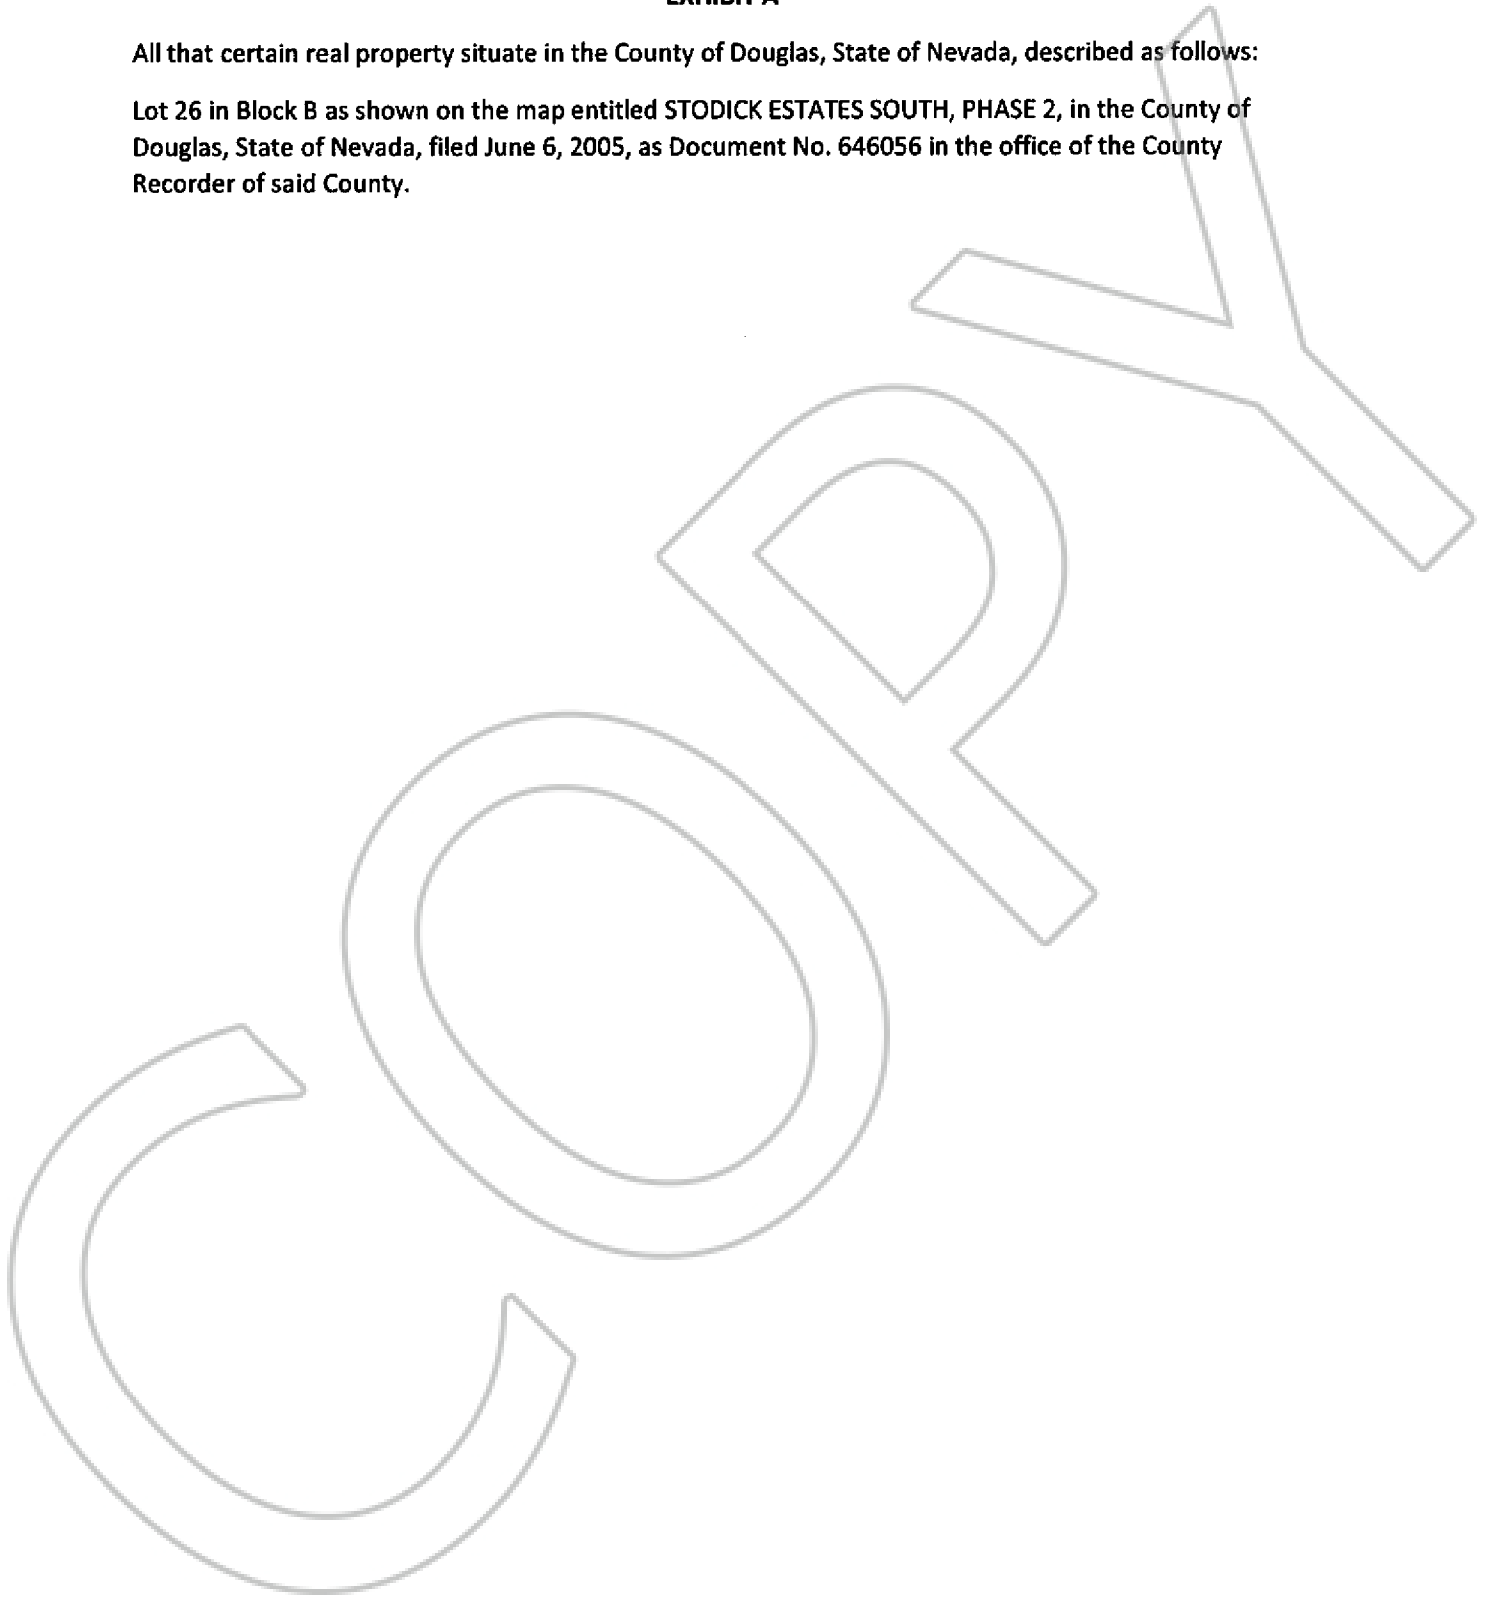 EXHIBIT A
All that certain real property situate in the County of Douglas, State of Nevada, described as follows:
Lot 26 in Block B as shown on the map entitled STODICK ESTATES SOUTH, PHASE 2, in the County of
Douglas, State of Nevada, filed June 6, 2005, as Document No. 646056 in the office of the County
Recorder of said County.
COPY